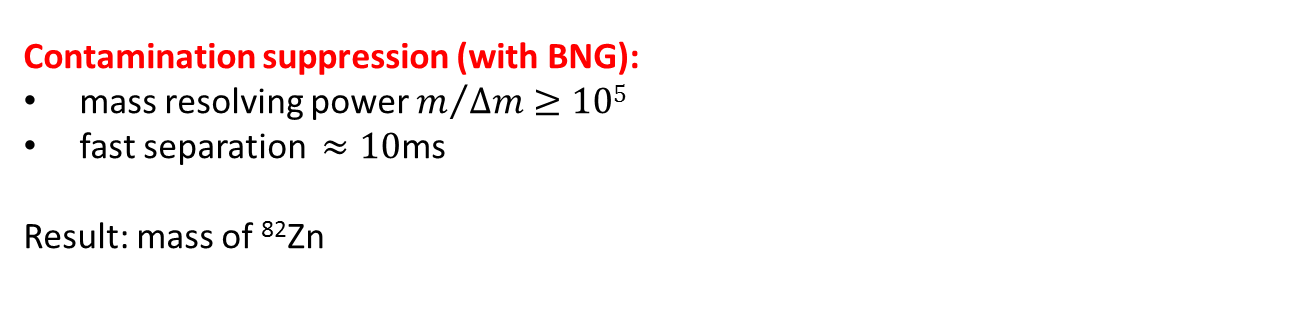 Contamination suppression (with BNG):
• mass resolving power m/Δm ≥ 10⁵
• fast separation ≈ 10ms
Result: mass of ⁸²Zn